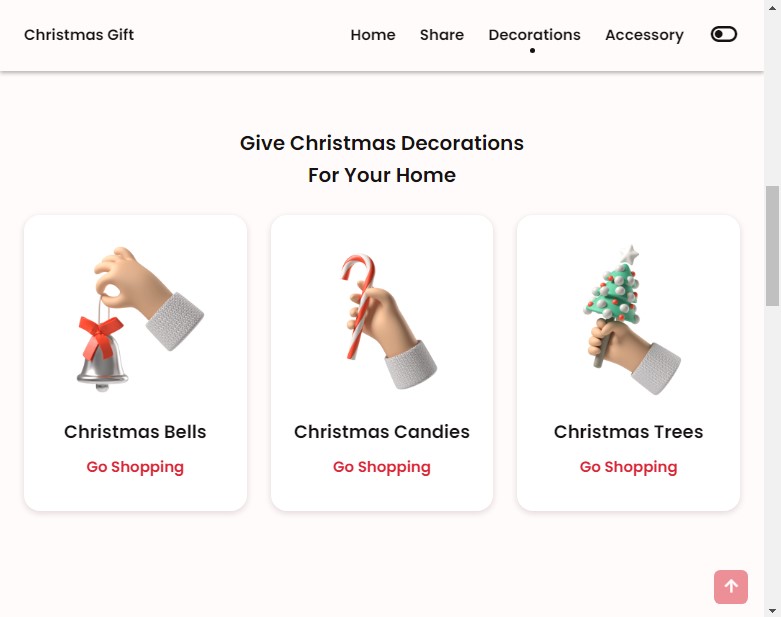 Christmas Gift Home Share Decorations Accessory
Give Christmas Decorations
For Your Home
Christmas Bells
Go Shopping
Christmas Candies
Go Shopping
Christmas Trees
Go Shopping